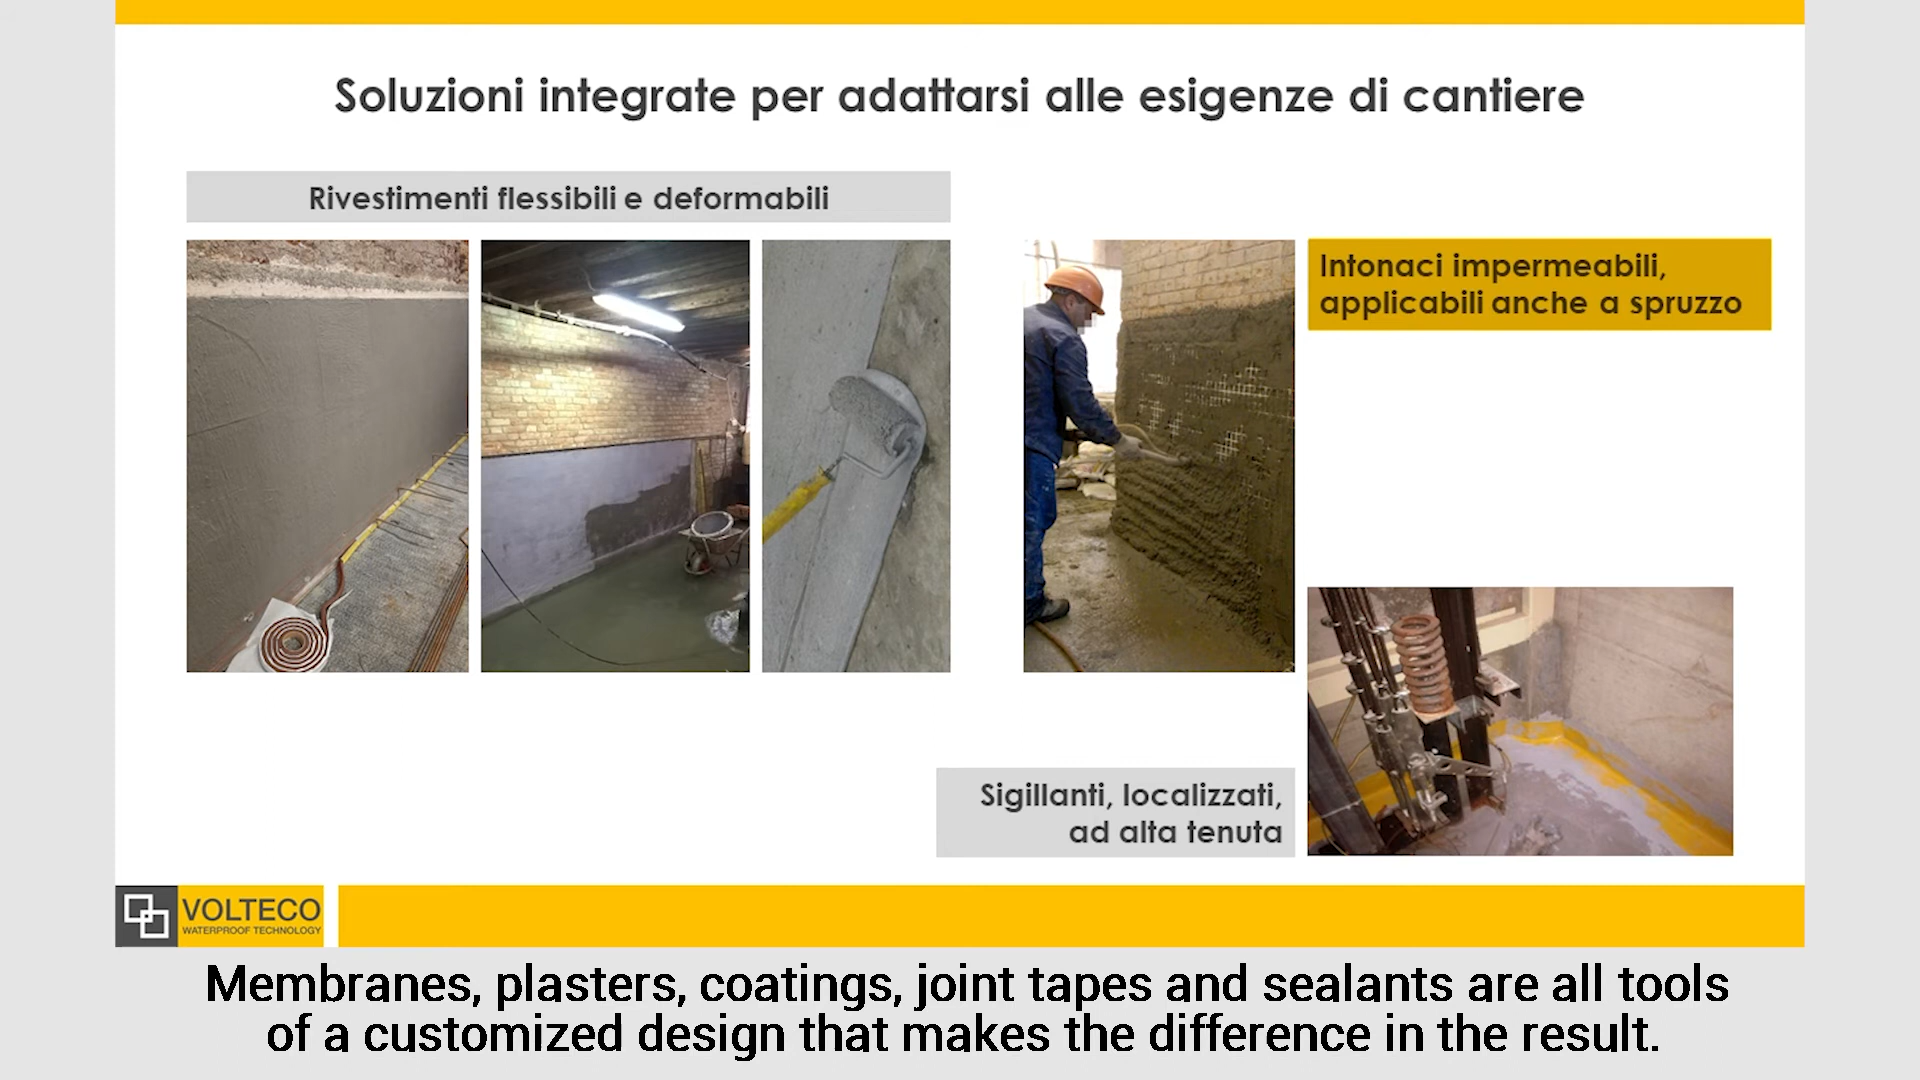 Soluzioni integrate per adattarsi alle esigenze di cantiere
Rivestimenti flessibili e deformabili
Intonaci impermeabili,
applicabili anche a spruzzo
Sigillanti, localizzati,
ad alta tenuta
VOLTECO
WATERPROOF TECHNOLOGY
Membranes, plasters, coatings, joint tapes and sealants are all tools
of a customized design that makes the difference in the result.